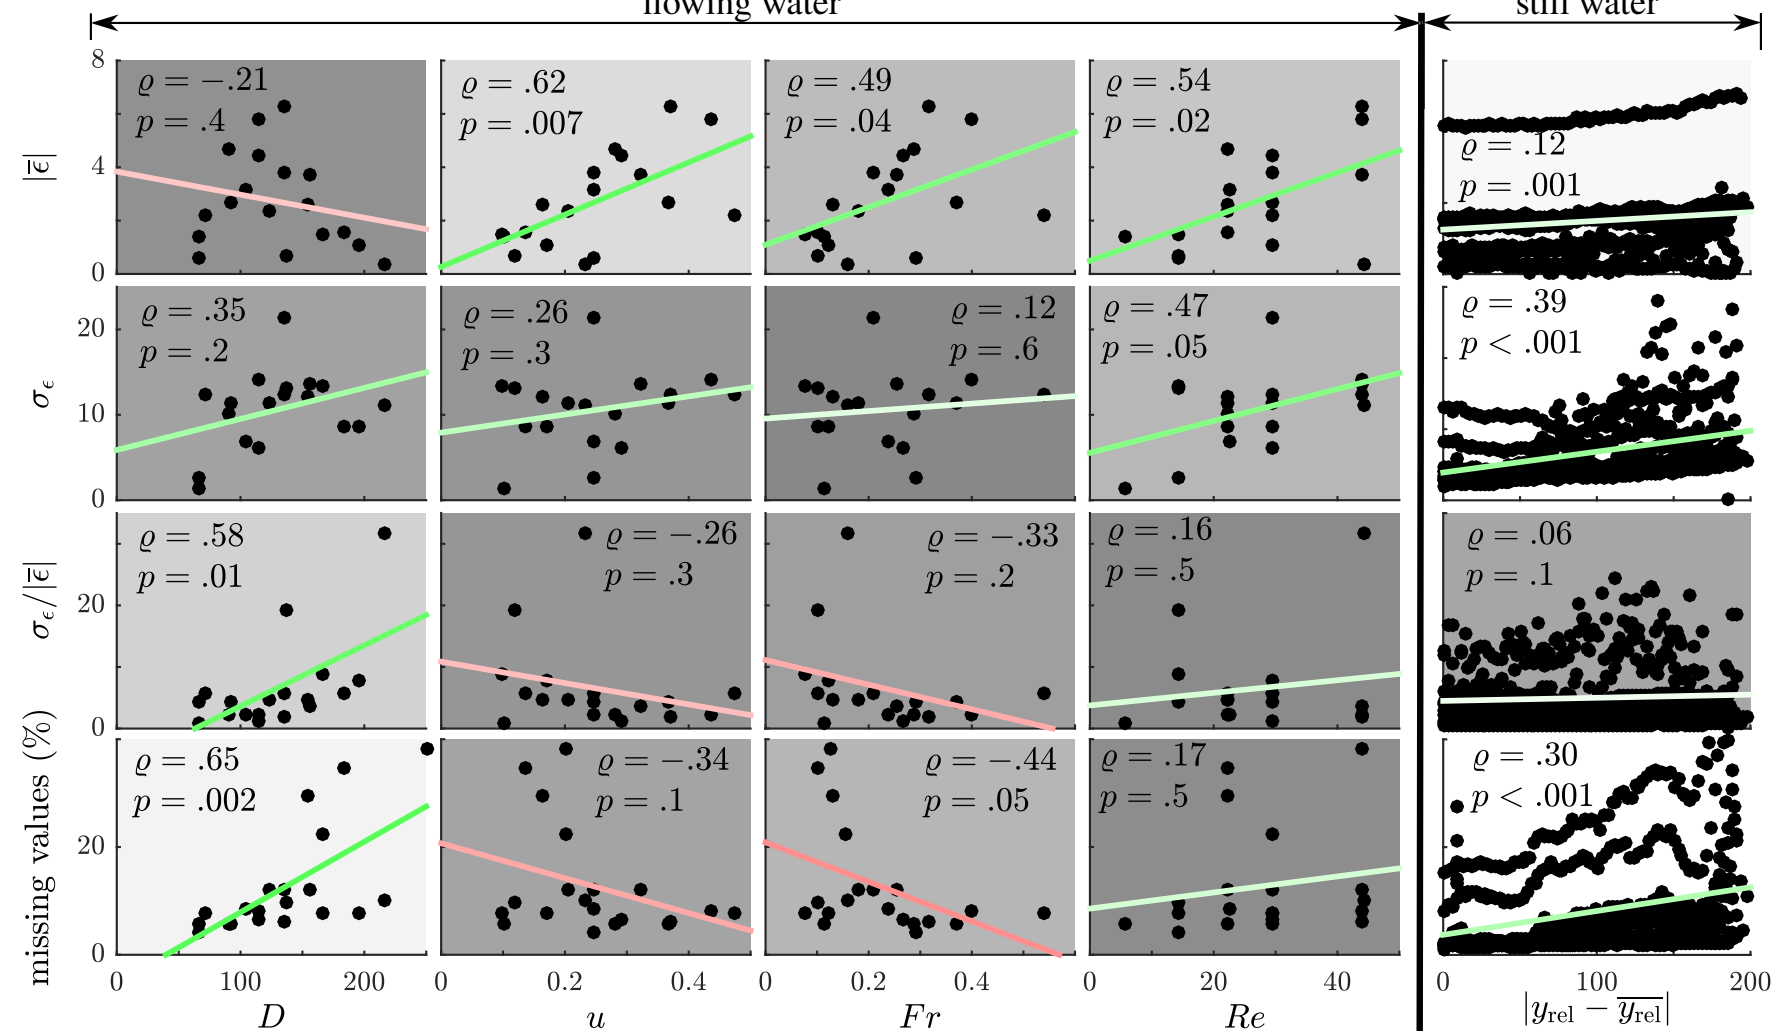 flowing water
still water
8
4
0
|ϵ̅|
ϱ = −.21
p = .4
ϱ = .62
p = .007
ϱ = .49
p = .04
ϱ = .54
p = .02
ϱ = .12
p = .001
20
10
0
σ_ϵ
ϱ = .35
p = .2
ϱ = .26
p = .3
ϱ = .12
p = .6
ϱ = .47
p = .05
ϱ = .39
p < .001
20
0
σ_ϵ/|ϵ̅|
ϱ = .58
p = .01
ϱ = −.26
p = .3
ϱ = −.33
p = .2
ϱ = .16
p = .5
ϱ = .06
p = .1
20
0
missing values (%)
ϱ = .65
p = .002
ϱ = −.34
p = .1
ϱ = −.44
p = .05
ϱ = .17
p = .5
ϱ = .30
p < .001
0 100 200
0 0.2 0.4
0 0.2 0.4
0 20 40
0 100 200
D
u
Fr
Re
|y_rel − y̅_rel|